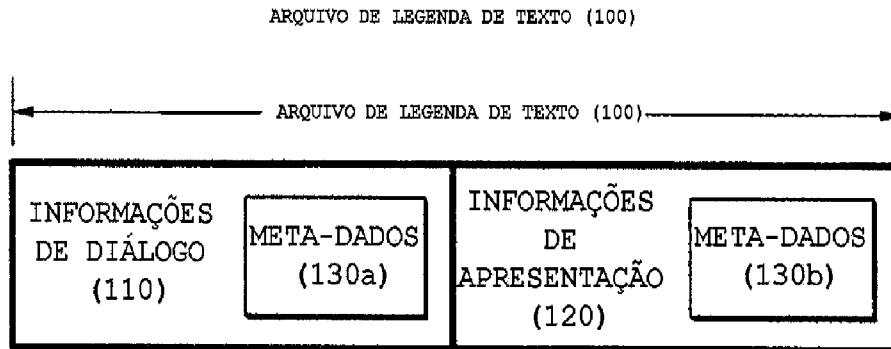 ARQUIVO DE LEGENDA DE TEXTO (100)
ARQUIVO DE LEGENDA DE TEXTO (100)
INFORMAÇÕES
DE DIÁLOGO
(110)
META-DADOS
(130a)
INFORMAÇÕES
DE
APRESENTAÇÃO
(120)
META-DADOS
(130b)